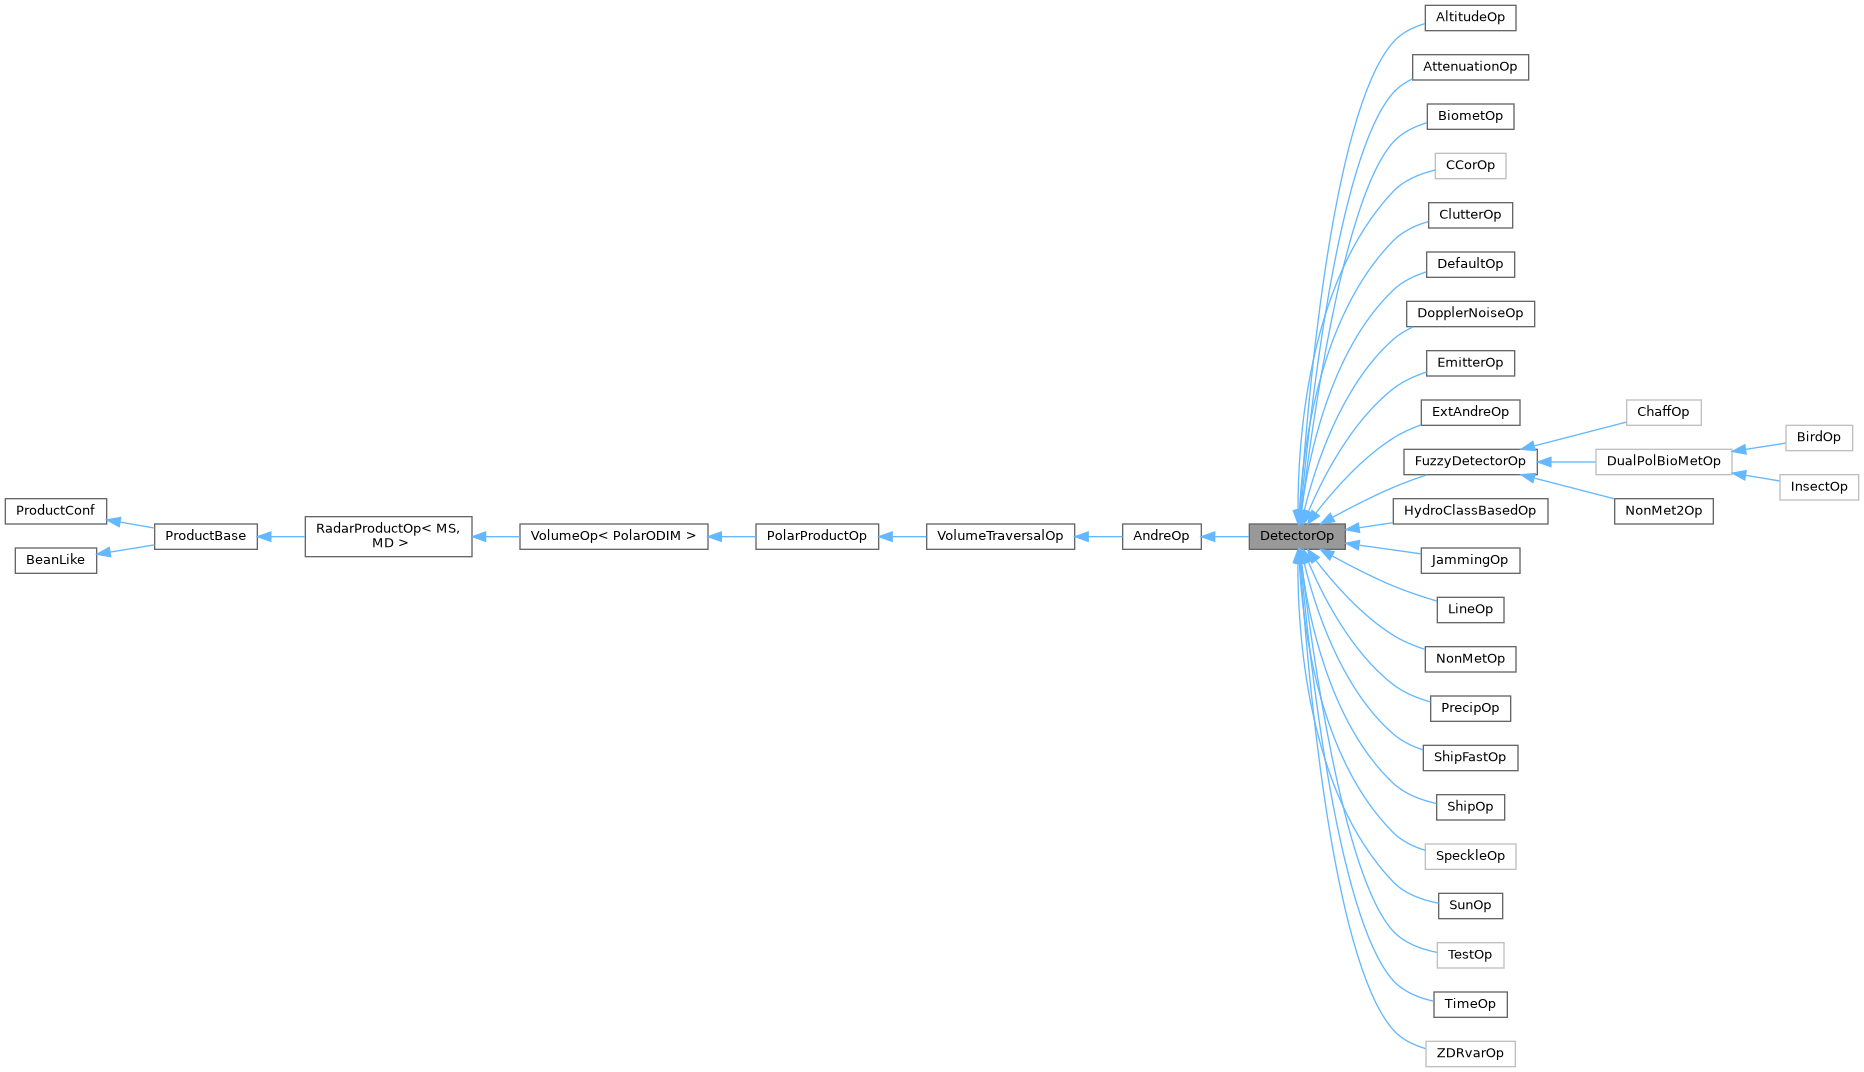 ProductConf
BeanLike
ProductBase
RadarProductOp< MS,
MD >
VolumeOp< PolarODIM >
PolarProductOp
VolumeTraversalOp
AndreOp
DetectorOp
AltitudeOp
AttenuationOp
BiometOp
CCorOp
ClutterOp
DefaultOp
DopplerNoiseOp
EmitterOp
ExtAndreOp
FuzzyDetectorOp
HydroClassBasedOp
JammingOp
LineOp
NonMetOp
PrecipOp
ShipFastOp
ShipOp
SpeckleOp
SunOp
TestOp
TimeOp
ZDRvarOp
ChaffOp
DualPolBioMetOp
NonMet2Op
BirdOp
InsectOp